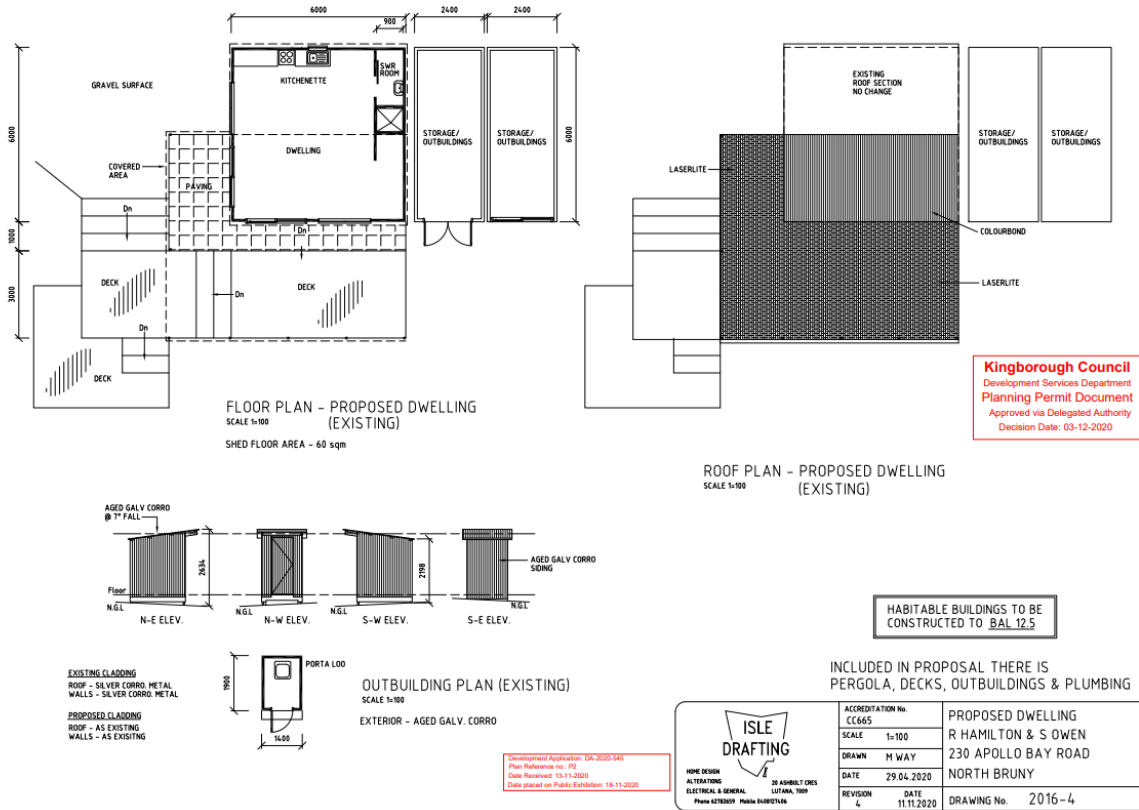 6000
900
2400
2400
6000
1000
3000
6000
GRAVEL SURFACE
KITCHENETTE
SWR
ROOM
DWELLING
COVERED
AREA
PAVING
Dn
Dn
Dn
Dn
DECK
DECK
DECK
STORAGE/
OUTBUILDINGS
STORAGE/
OUTBUILDINGS
FLOOR PLAN - PROPOSED DWELLING
SCALE 1=100
(EXISTING)
SHED FLOOR AREA - 60 sqm
EXISTING
ROOF SECTION
NO CHANGE
LASERLITE
STORAGE/
OUTBUILDINGS
STORAGE/
OUTBUILDINGS
COLOURBOND
LASERLITE
Kingborough Council
Development Services Department
Planning Permit Document
Approved via Delegated Authority
Decision Date: 03-12-2020
ROOF PLAN - PROPOSED DWELLING
SCALE 1=100
(EXISTING)
AGED GALV CORRO
@ 7° FALL
2634
2198
AGED GALV CORRO
SIDING
Floor
N.G.L
N.G.L
N.G.L
N.G.L
N-E ELEV.
N-W ELEV.
S-W ELEV.
S-E ELEV.
EXISTING CLADDING
ROOF - SILVER CORRO. METAL
WALLS - SILVER CORRO. METAL
PROPOSED CLADDING
ROOF - AS EXISTING
WALLS - AS EXISITNG
PORTA LOO
1900
1400
OUTBUILDING PLAN (EXISTING)
SCALE 1=100
EXTERIOR - AGED GALV. CORRO
Development Application: DA-2020-545
Plan Reference no.: P2
Date Received: 13-11-2020
Date placed on Public Exhibition: 18-11-2020
HABITABLE BUILDINGS TO BE
CONSTRUCTED TO BAL 12.5
INCLUDED IN PROPOSAL THERE IS
PERGOLA, DECKS, OUTBUILDINGS & PLUMBING
ISLE
DRAFTING
HOME DESIGN
ALTERATIONS
ELECTRICAL & GENERAL
20 ASHBOLT CRES
LUTANA, 7009
Phone 62782659 Mobile 0408127406
ACCREDITATION No.
CC665
SCALE 1=100
DRAWN M WAY
DATE 29.04.2020
REVISION
4
DATE
11.11.2020
PROPOSED DWELLING
R HAMILTON & S OWEN
230 APOLLO BAY ROAD
NORTH BRUNY
DRAWING No. 2016-4